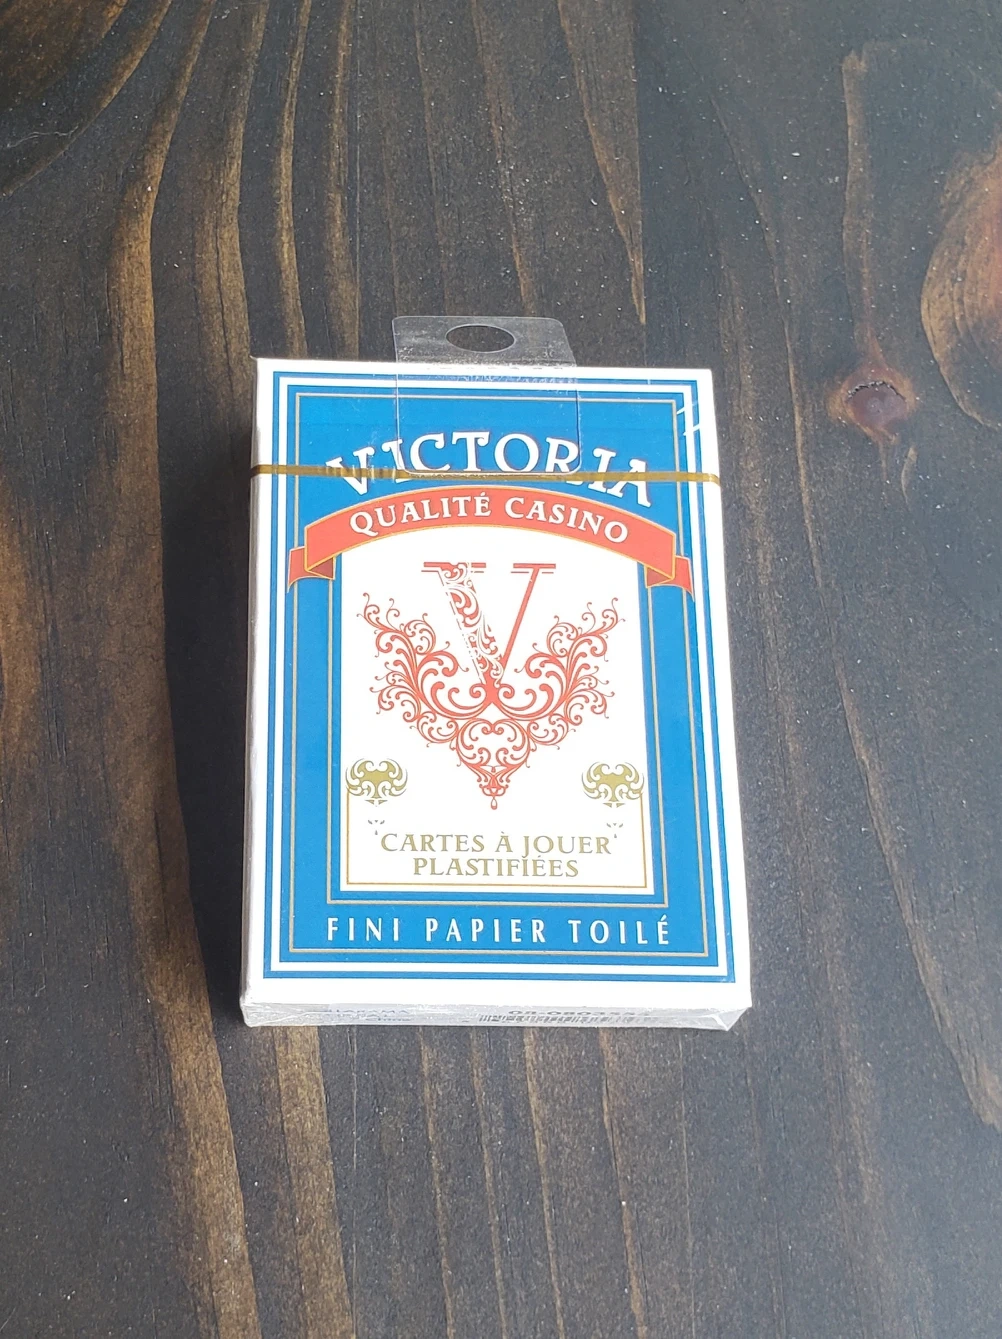 VICTORIA
QUALITÉ CASINO
V
CARTES À JOUER
PLASTIFIÉES
FINI PAPIER TOILÉ